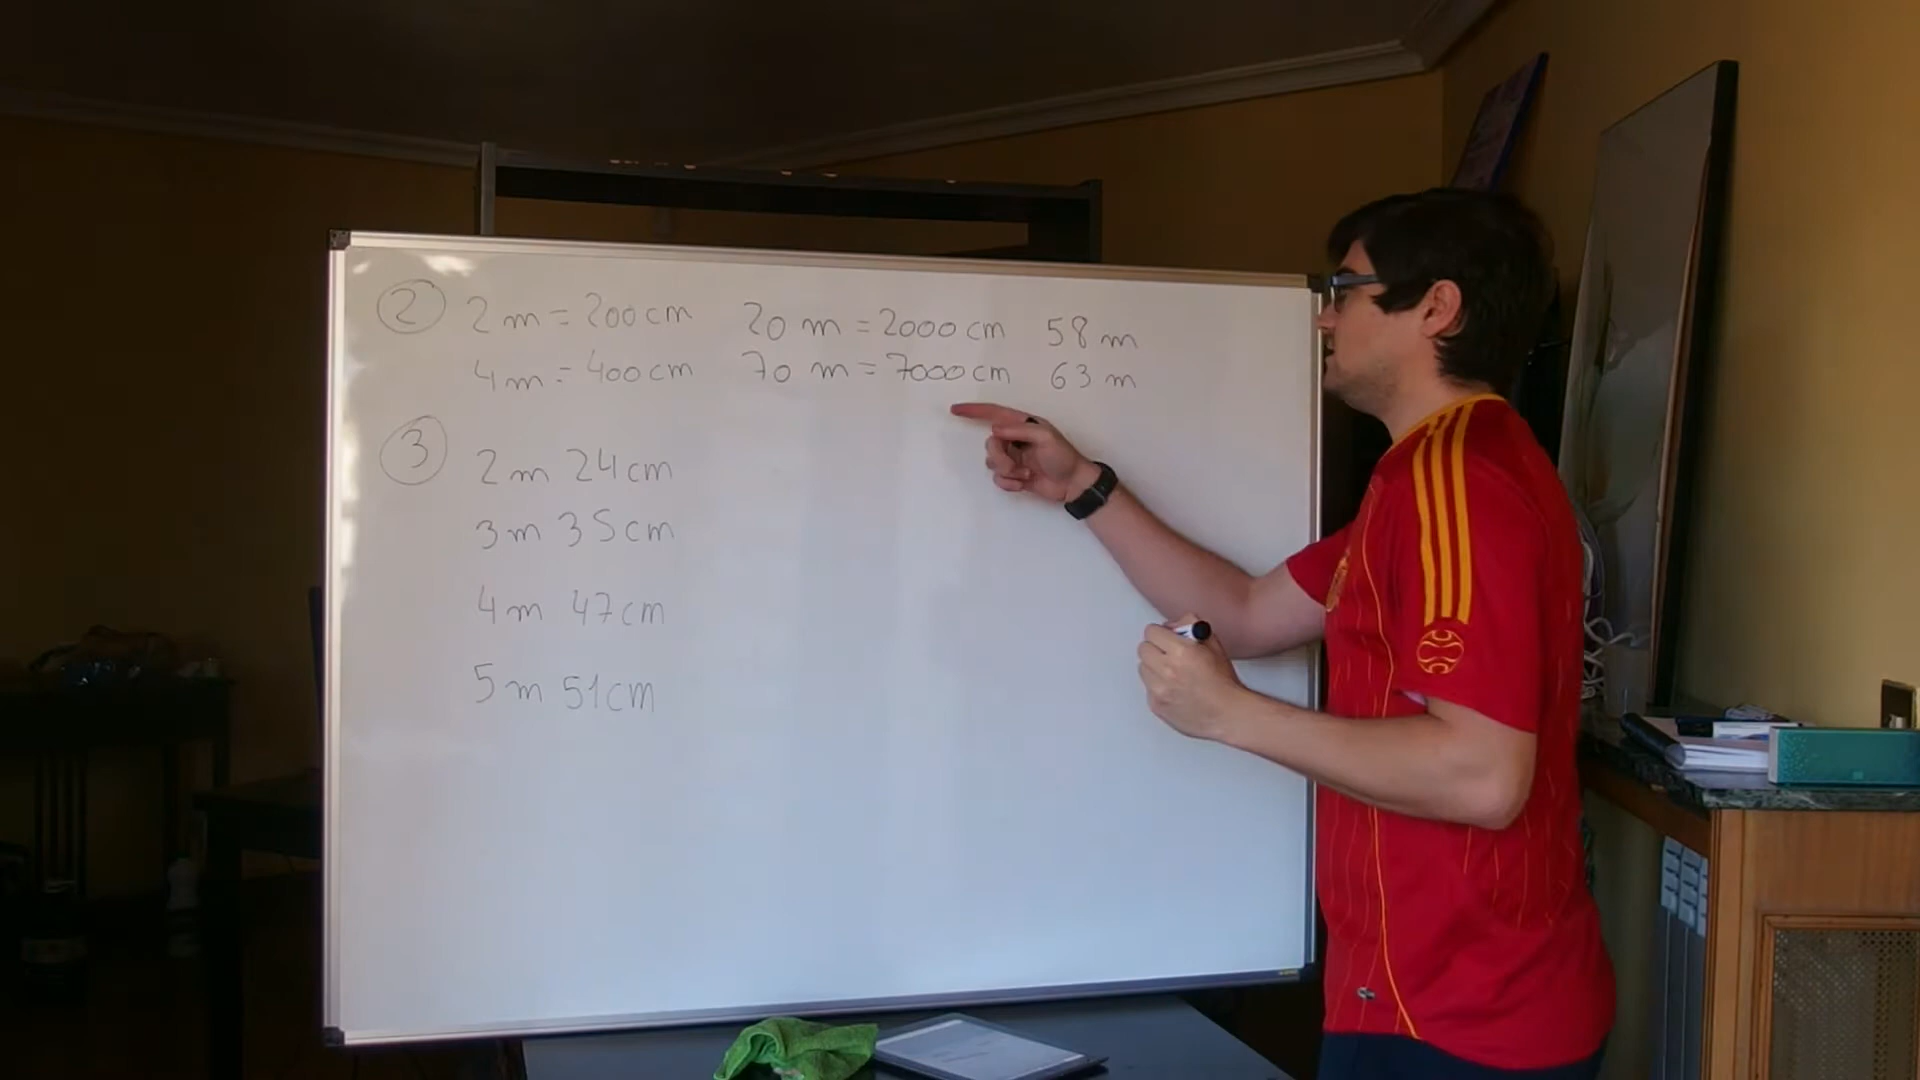 2 2 m = 200 cm 20 m = 2000 cm 58 m
4 m = 400 cm 70 m = 7000 cm 63 m
3 2 m 24 cm
3 m 35 cm
4 m 47 cm
5 m 51 cm